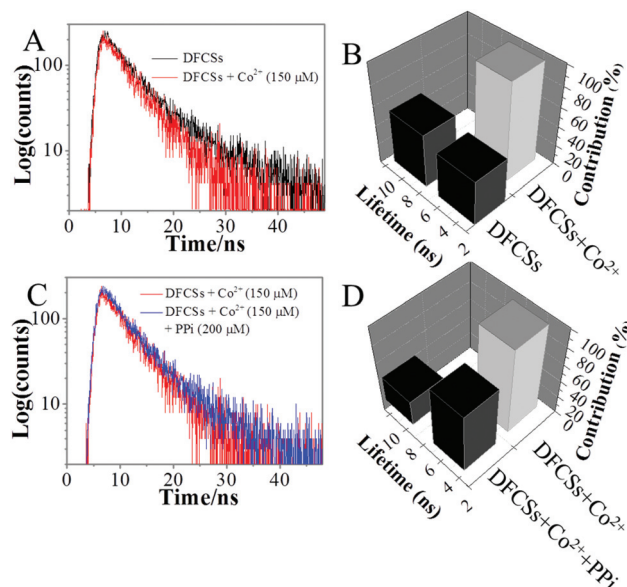 A
DFCSs
DFCSs + Co²⁺ (150 μM)
Log(counts)
10
0 10 20 30 40
Time/ns
B
100
80
60
40
20
0
Contribution (%)
10
8
6
4
2
Lifetime (ns)
DFCSs
DFCSs+Co²⁺
C
DFCSs + Co²⁺ (150 μM)
DFCSs + Co²⁺ (150 μM)
+ PPi (200 μM)
Log(counts)
100
10
0 10 20 30 40
Time/ns
D
100
80
60
40
20
0
Contribution (%)
10
8
6
4
2
Lifetime (ns)
DFCSs+Co²⁺+PPi
DFCSs+Co²⁺